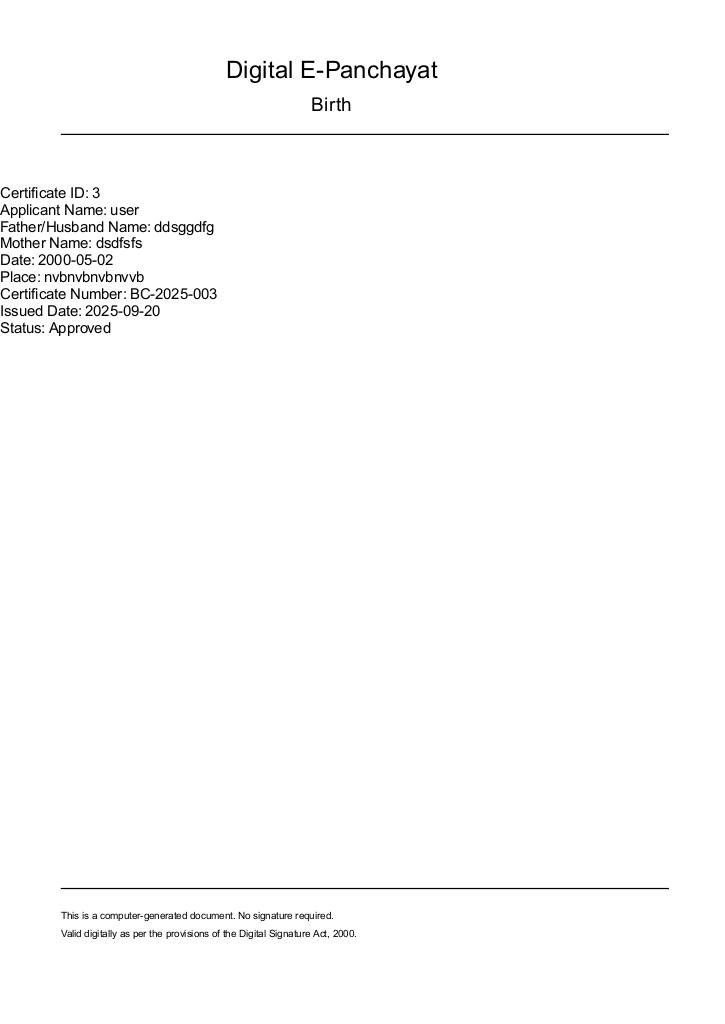 Digital E-Panchayat
Birth
Certificate ID: 3
Applicant Name: user
Father/Husband Name: ddsggdfg
Mother Name: dsdfsfs
Date: 2000-05-02
Place: nvbnvbnvbnvvb
Certificate Number: BC-2025-003
Issued Date: 2025-09-20
Status: Approved
This is a computer-generated document. No signature required.
Valid digitally as per the provisions of the Digital Signature Act, 2000.